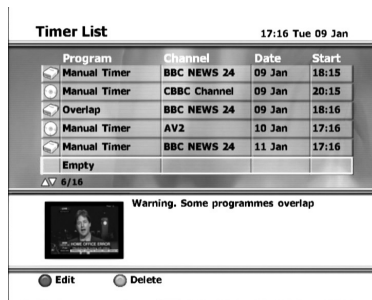 Timer List 17:16 Tue 09 Jan
Program Channel Date Start
Manual Timer BBC NEWS 24 09 Jan 18:15
Manual Timer CBBC Channel 09 Jan 20:15
Overlap BBC NEWS 24 09 Jan 18:16
Manual Timer AV2 10 Jan 17:16
Manual Timer BBC NEWS 24 11 Jan 17:16
Empty
6/16
Warning. Some programmes overlap
HOME OFFICE ERROR
Edit Delete